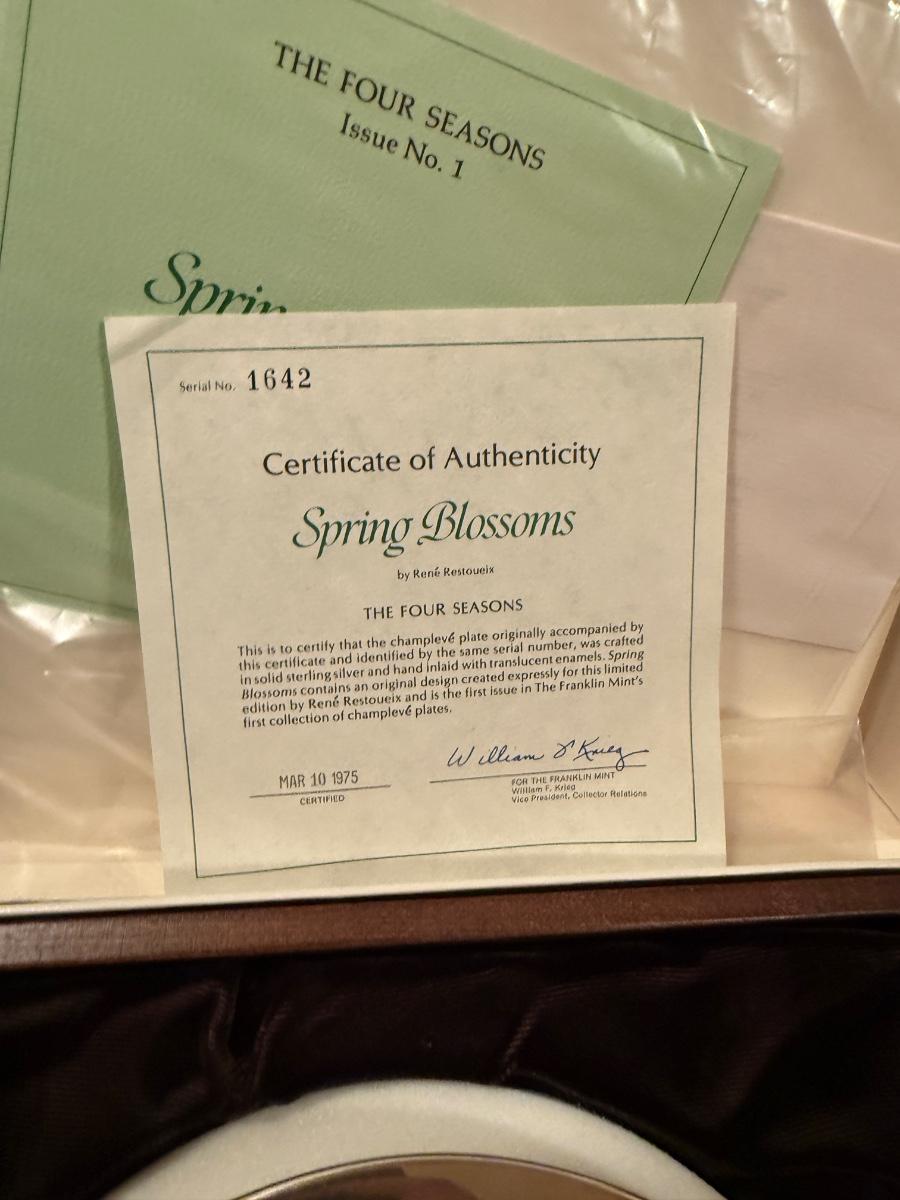 THE FOUR SEASONS
Issue No. 1
Serial No. 1642
Certificate of Authenticity
Spring Blossoms
by René Restoueix
THE FOUR SEASONS
This is to certify that the champlevé plate originally accompanied by
this certificate and identified by the same serial number, was crafted
in solid sterling silver and hand inlaid with translucent enamels. Spring
Blossoms contains an original design created expressly for this limited
edition by René Restoueix and is the first issue in The Franklin Mint's
first collection of champlevé plates.
William F Krieg
MAR 10 1975
CERTIFIED
FOR THE FRANKLIN MINT
William F. Krieg
Vice President, Collector Relations